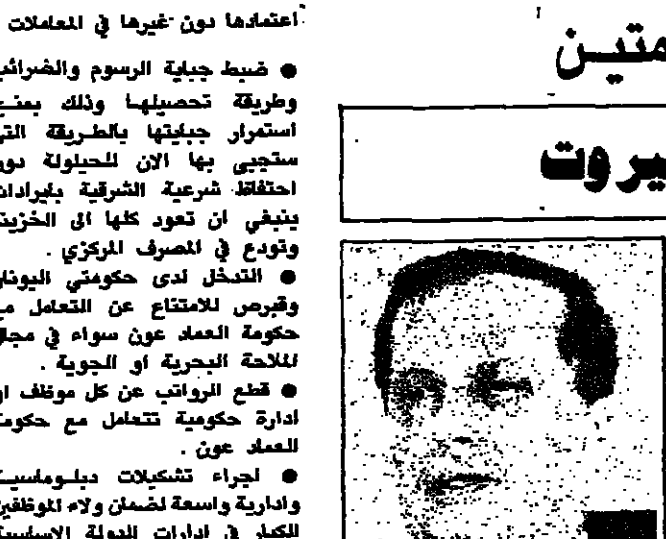 متين
يروت
اعتمادها دون غيرها في المعاملات
● ضبط جباية الرسوم والضرائب
وطريقة تحصيلها وذلك بمنع
استمرار جبايتها بالطريقة التي
ستجبى بها الان للحيلولة دون
احتفاظ شرعية الشرقية بايرادات
ينبغي ان تعود كلها الى الخزينة
وتودع في المصرف المركزي .
● التدخل لدى حكومتي اليونان
وقبرص للامتناع عن التعامل مع
حكومة العماد عون سواء في مجال
الملاحة البحرية او الجوية .
● قطع الرواتب عن كل موظف او
ادارة حكومية تتعامل مع حكومة
العماد عون .
● اجراء تشكيلات دبلوماسية
وادارية واسعة لضمان ولاء الموظفين
الكبار في ادارات الدولة الاساسية